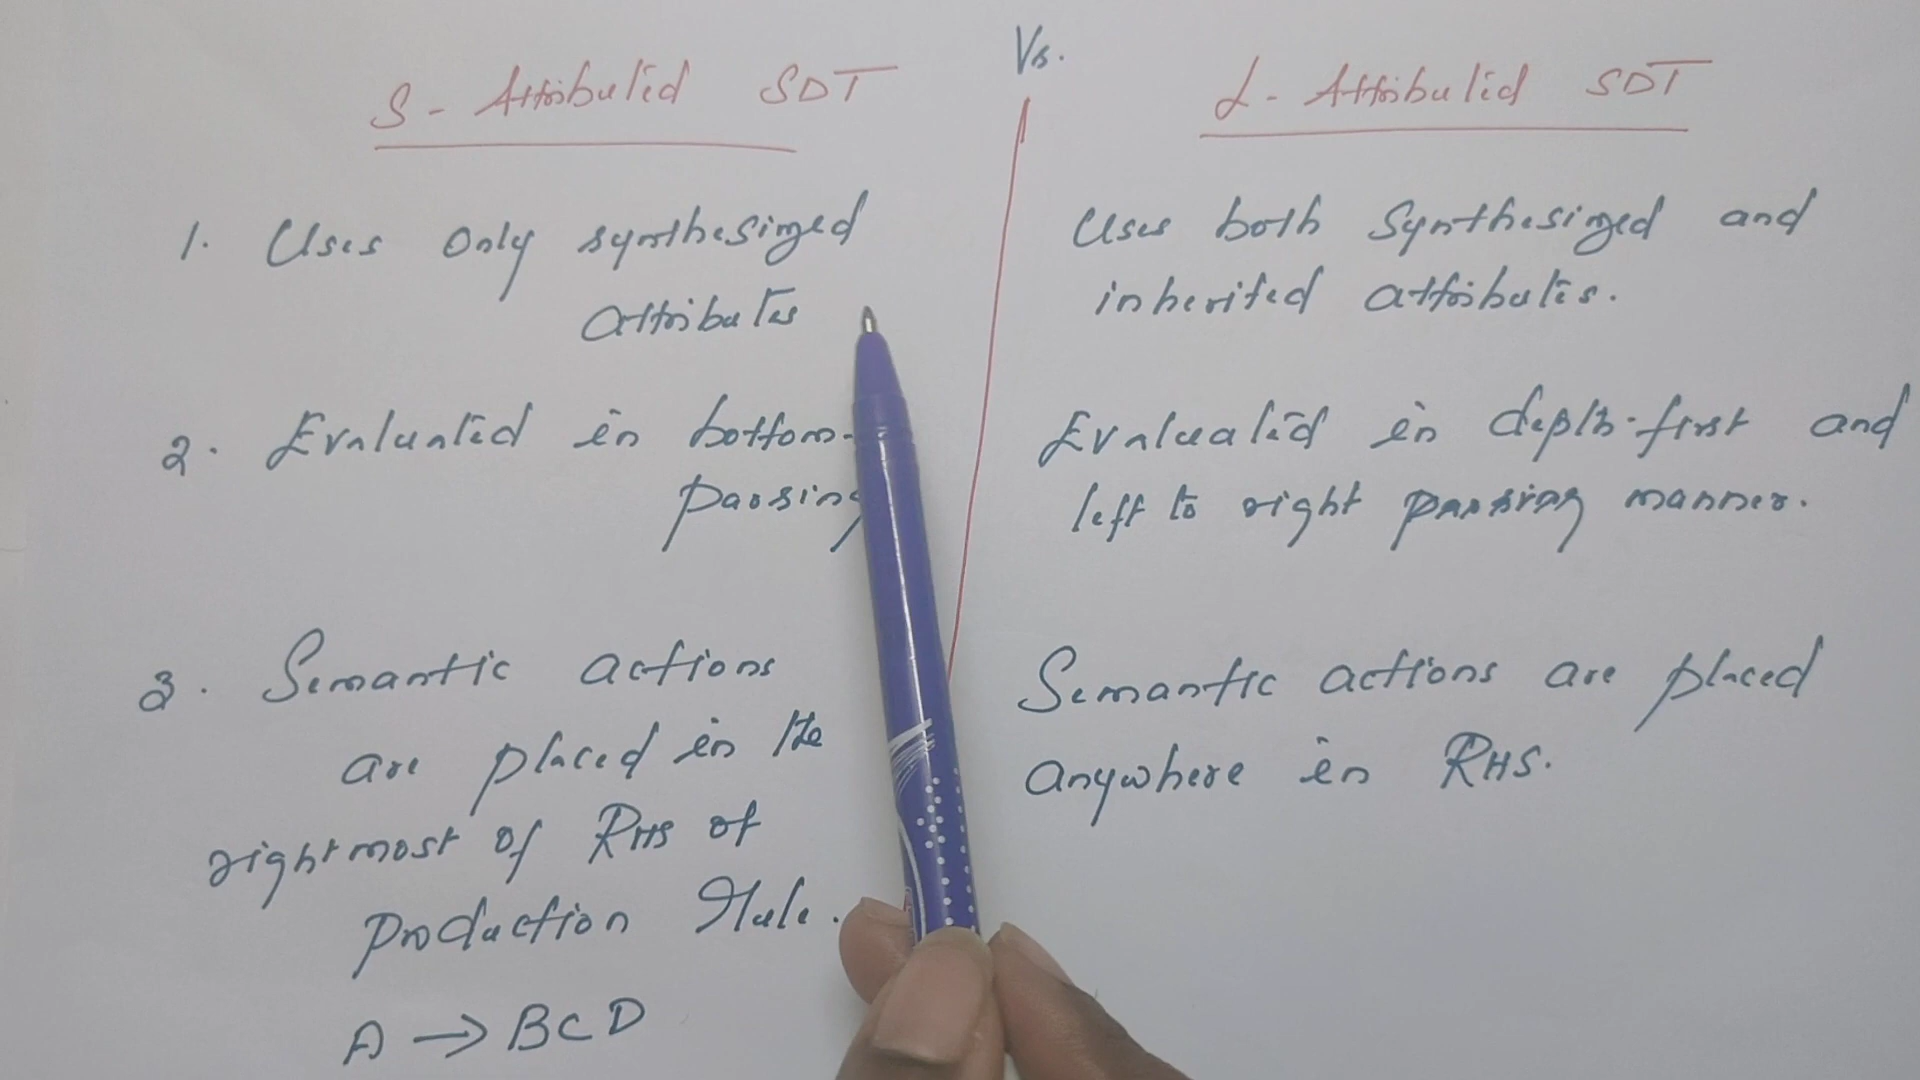 S - Attributed SDT Vs. L - Attributed SDT
1. Uses only synthesized
attributes
Uses both synthesized and
inherited attributes.
2. Evaluated in bottom-
parsing
Evaluated in depth-first and
left to right parsing manner.
3. Semantic actions
are placed in the
rightmost of RHS of
production rule.
A → BCD
Semantic actions are placed
anywhere in RHS.